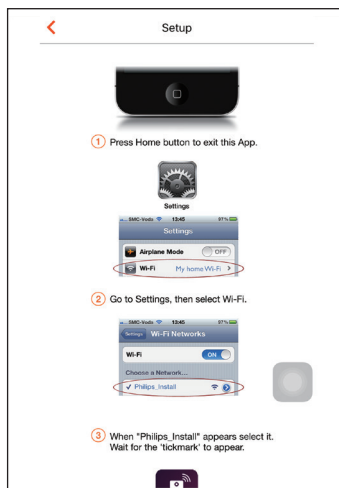 Setup
1 Press Home button to exit this App.
Settings
SMC-Voda 13:45 97%
Settings
Airplane Mode OFF
Wi-Fi My home Wi-Fi
2 Go to Settings, then select Wi-Fi.
SMC-Voda 13:45 97%
Settings Wi-Fi Networks
Wi-Fi ON
Choose a Network...
✓ Philips_Install
3 When "Philips_Install" appears select it.
Wait for the 'tickmark' to appear.